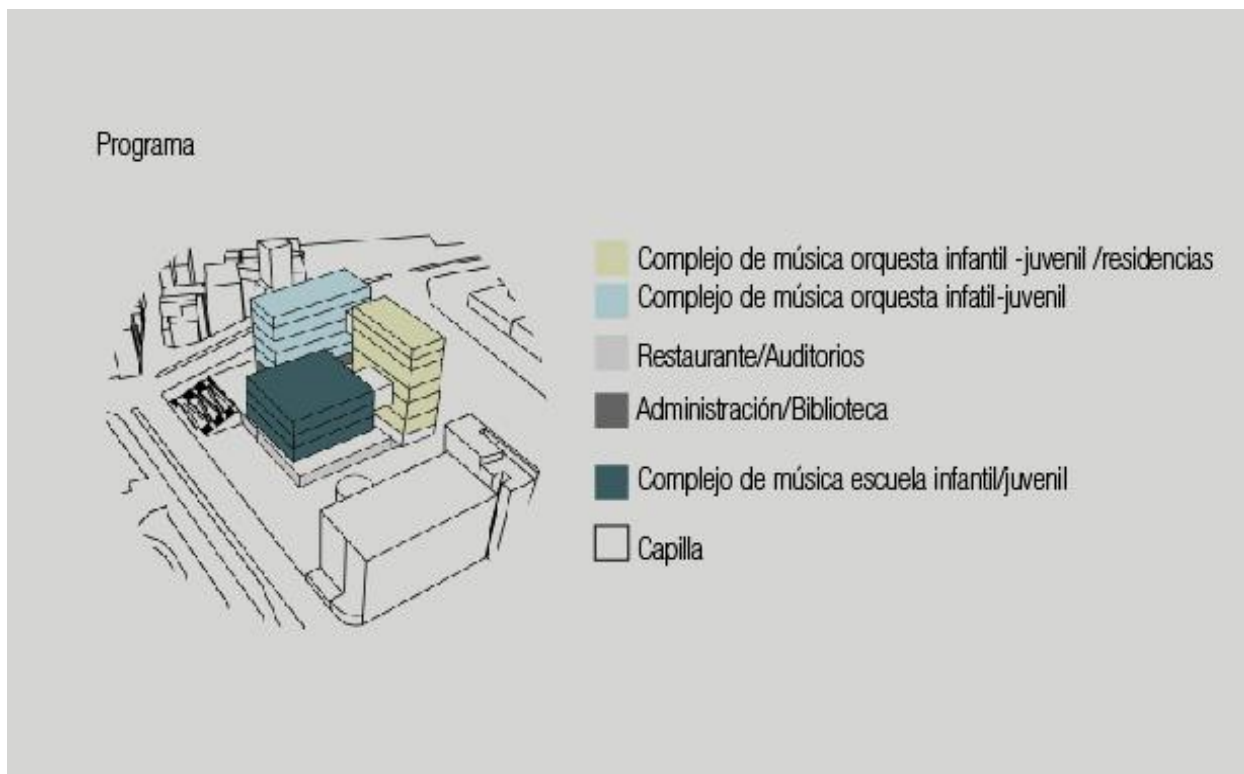 Programa
Complejo de música orquesta infantil -juvenil /residencias
Complejo de música orquesta infatil-juvenil
Restaurante/Auditorios
Administración/Biblioteca
Complejo de música escuela infantil/juvenil
Capilla